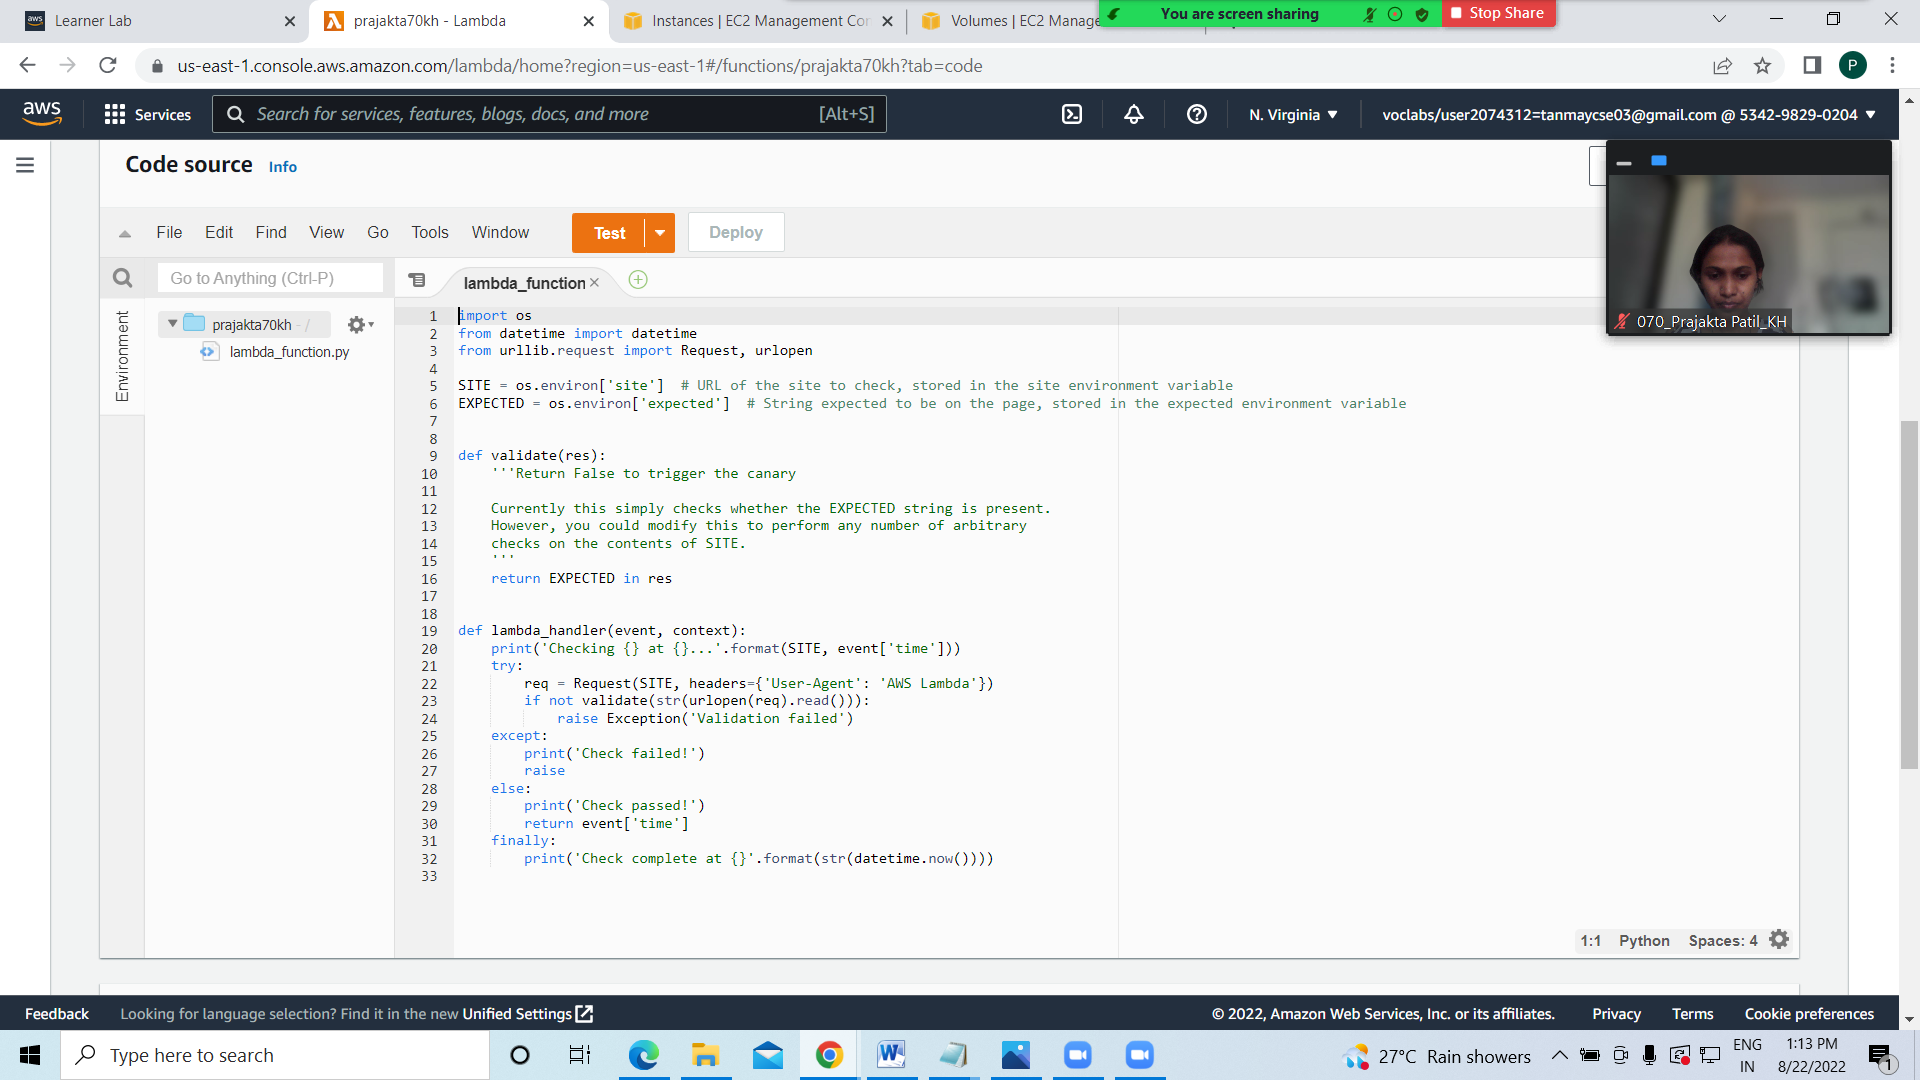 Learner Lab
prajakta70kh - Lambda
Instances | EC2 Management Con
Volumes | EC2 Manage
You are screen sharing
Stop Share
us-east-1.console.aws.amazon.com/lambda/home?region=us-east-1#/functions/prajakta70kh?tab=code
P
aws
Services
Search for services, features, blogs, docs, and more
[Alt+S]
N. Virginia
voclabs/user2074312=tanmaycse03@gmail.com @ 5342-9829-0204
Code source Info
File Edit Find View Go Tools Window
Test
Deploy
Go to Anything (Ctrl-P)
lambda_function
Environment
prajakta70kh - /
lambda_function.py
070_Prajakta Patil_KH
1 import os
2 from datetime import datetime
3 from urllib.request import Request, urlopen
4
5 SITE = os.environ['site']  # URL of the site to check, stored in the site environment variable
6 EXPECTED = os.environ['expected']  # String expected to be on the page, stored in the expected environment variable
7
8
9 def validate(res):
10     '''Return False to trigger the canary
11
12     Currently this simply checks whether the EXPECTED string is present.
13     However, you could modify this to perform any number of arbitrary
14     checks on the contents of SITE.
15     '''
16     return EXPECTED in res
17
18
19 def lambda_handler(event, context):
20     print('Checking {} at {}...'.format(SITE, event['time']))
21     try:
22         req = Request(SITE, headers={'User-Agent': 'AWS Lambda'})
23         if not validate(str(urlopen(req).read())):
24             raise Exception('Validation failed')
25     except:
26         print('Check failed!')
27         raise
28     else:
29         print('Check passed!')
30         return event['time']
31     finally:
32         print('Check complete at {}'.format(str(datetime.now())))
33
1:1 Python Spaces: 4
Feedback
Looking for language selection? Find it in the new Unified Settings
© 2022, Amazon Web Services, Inc. or its affiliates.
Privacy Terms Cookie preferences
Type here to search
27°C Rain showers
ENG
IN
1:13 PM
8/22/2022
1